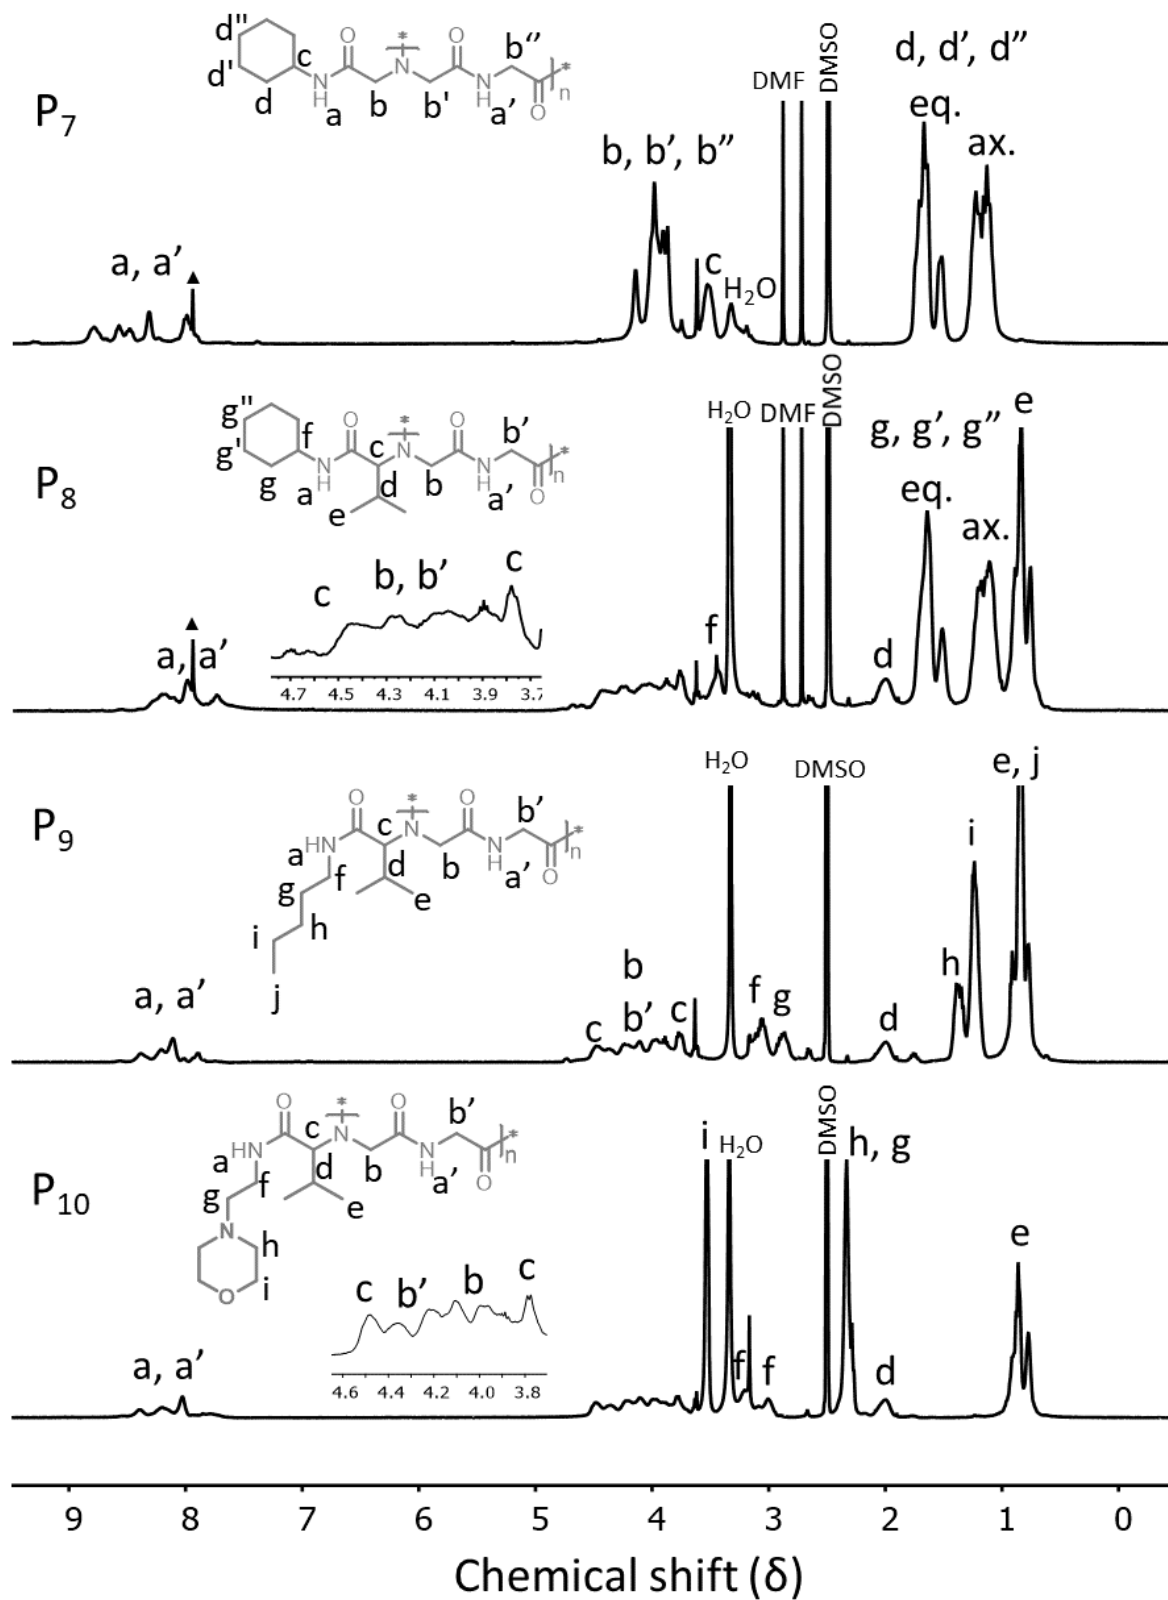 P7
d"
d'
d
c
O
N
H
a
b
*
N
b'
O
N
H
a’
b”
O
*
n
a, a’
▲
b, b’, b”
c
H2O
DMF
DMSO
d, d’, d”
eq.
ax.
P8
g"
g'
g
f
O
N
H
a
c
d
e
*
N
b
O
N
H
a’
b’
O
*
n
c
b, b’
c
4.7 4.5 4.3 4.1 3.9 3.7
a, a’
▲
f
H2O
DMF
DMSO
d
g, g’, g”
eq.
ax.
e
P9
O
a
HN
c
*
N
d
e
f
g
h
i
j
b
O
N
H
a’
b’
O
*
n
a, a’
c
b
b’
c
H2O
f
g
DMSO
d
h
i
e, j
P10
O
a
HN
c
*
N
d
e
f
g
N
h
i
O
b
O
N
H
a’
b’
O
*
n
c
b’
b
c
4.6 4.4 4.2 4.0 3.8
a, a’
i
H2O
f
f
DMSO
h, g
d
e
9 8 7 6 5 4 3 2 1 0
Chemical shift (δ)